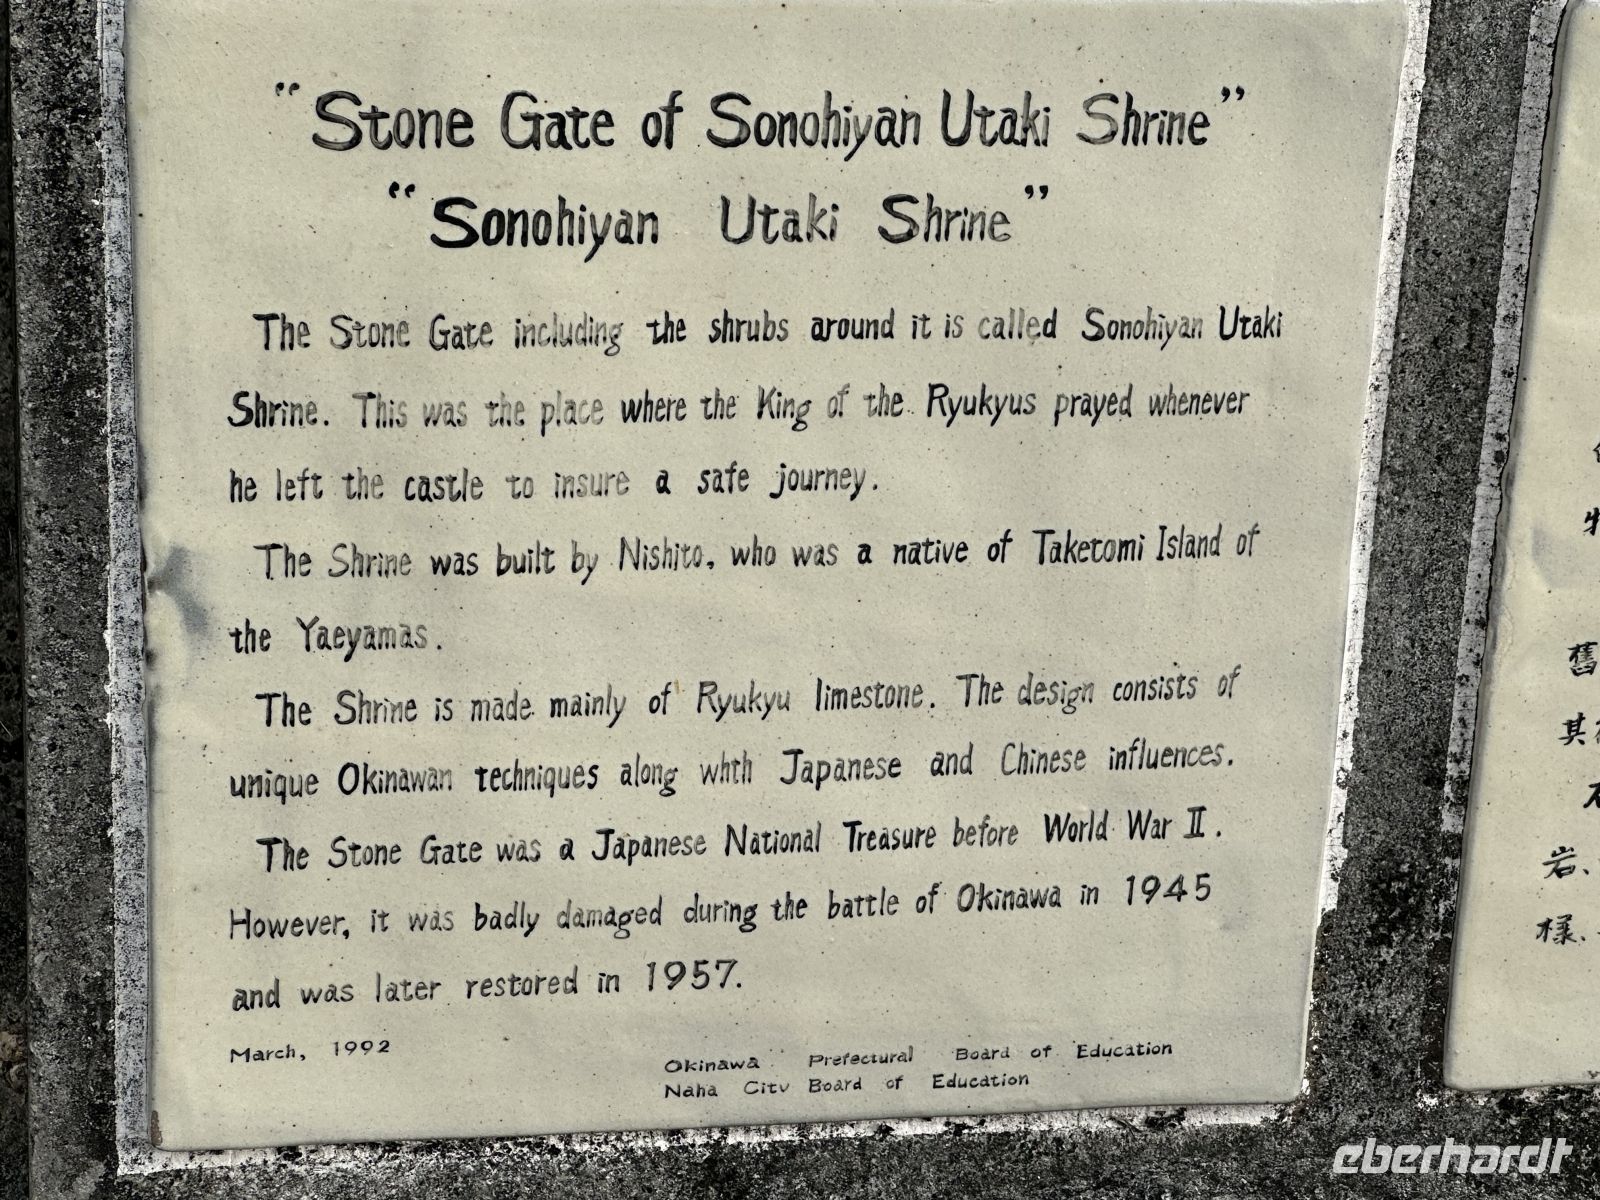 "Stone Gate of Sonohiyan Utaki Shrine"
"Sonohiyan Utaki Shrine"
The Stone Gate including the shrubs around it is called Sonohiyan Utaki
Shrine. This was the place where the King of the Ryukyus prayed whenever
he left the castle to insure a safe journey.
The Shrine was built by Nishito, who was a native of Taketomi Island of
the Yaeyamas.
The Shrine is made mainly of Ryukyu limestone. The design consists of
unique Okinawan techniques along whth Japanese and Chinese influences.
The Stone Gate was a Japanese National Treasure before World War II.
However, it was badly damaged during the battle of Okinawa in 1945
and was later restored in 1957.
March, 1992
Okinawa Prefectural Board of Education
Naha City Board of Education
舊
其
岩、
樣、
eberhardt